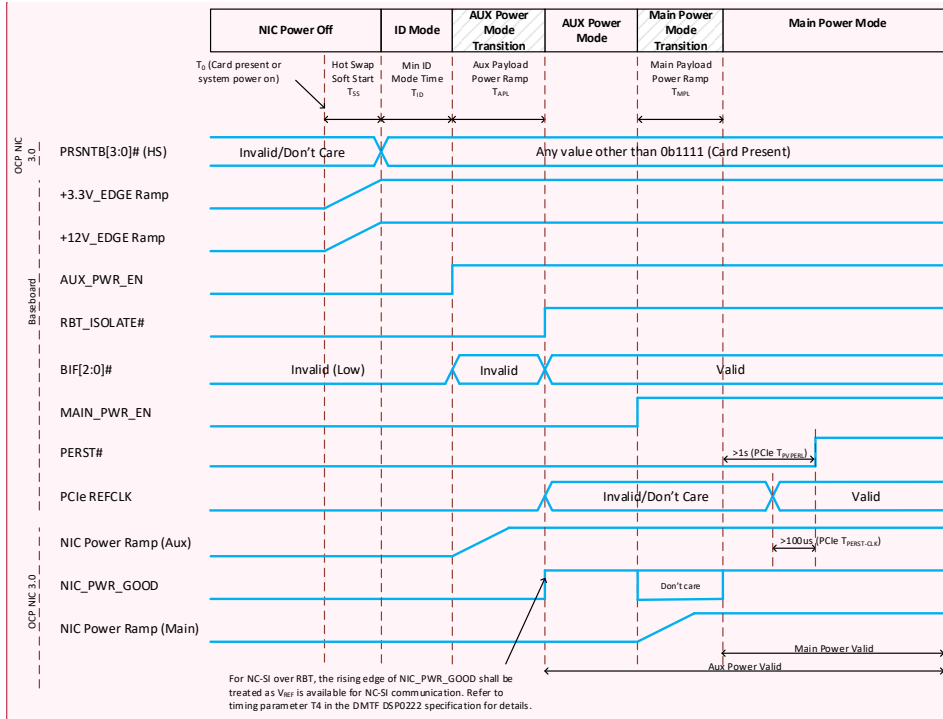 NIC Power Off
ID Mode
AUX Power
Mode
Transition
AUX Power
Mode
Main Power
Mode
Transition
Main Power Mode
T0 (Card present or
system power on)
Hot Swap
Soft Start
TSS
Min ID
Mode Time
TID
Aux Payload
Power Ramp
TAPL
Main Payload
Power Ramp
TMPL
OCP NIC
3.0
PRSNTB[3:0]# (HS)
Invalid/Don't Care
Any value other than 0b1111 (Card Present)
Baseboard
+3.3V_EDGE Ramp
+12V_EDGE Ramp
AUX_PWR_EN
RBT_ISOLATE#
BIF[2:0]#
Invalid (Low)
Invalid
Valid
MAIN_PWR_EN
PERST#
>1s (PCIe TPVPERL)
PCIe REFCLK
Invalid/Don't Care
Valid
OCP NIC 3.0
NIC Power Ramp (Aux)
>100us (PCIe TPERST-CLK)
NIC_PWR_GOOD
Don't care
NIC Power Ramp (Main)
Main Power Valid
Aux Power Valid
For NC-SI over RBT, the rising edge of NIC_PWR_GOOD shall be
treated as VREF is available for NC-SI communication. Refer to
timing parameter T4 in the DMTF DSP0222 specification for details.